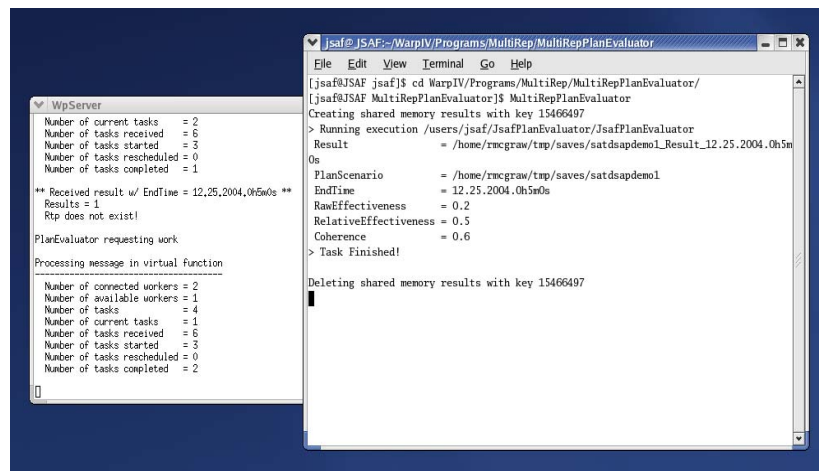 WpServer
Number of current tasks = 2
Number of tasks received = 6
Number of tasks started = 3
Number of tasks rescheduled = 0
Number of tasks completed = 1
** Received result w/ EndTime = 12.25.2004.0h5m0s **
Results = 1
Rtp does not exist!
PlanEvaluator requesting work
Processing message in virtual function
----------------------------------------
Number of connected workers = 2
Number of available workers = 1
Number of tasks = 4
Number of current tasks = 1
Number of tasks received = 6
Number of tasks started = 3
Number of tasks rescheduled = 0
Number of tasks completed = 2
jsaf@JSAF:~/WarpIV/Programs/MultiRep/MultiRepPlanEvaluator
File Edit View Terminal Go Help
[jsaf@JSAF jsaf]$ cd WarpIV/Programs/MultiRep/MultiRepPlanEvaluator/
[jsaf@JSAF MultiRepPlanEvaluator]$ MultiRepPlanEvaluator
Creating shared memory results with key 15466497
> Running execution /users/jsaf/JsafPlanEvaluator/JsafPlanEvaluator
Result = /home/rmcgraw/tmp/saves/satdsapdemo1_Result_12.25.2004.0h5m
0s
PlanScenario = /home/rmcgraw/tmp/saves/satdsapdemo1
EndTime = 12.25.2004.0h5m0s
RawEffectiveness = 0.2
RelativeEffectiveness = 0.5
Coherence = 0.6
> Task Finished!
Deleting shared memory results with key 15466497